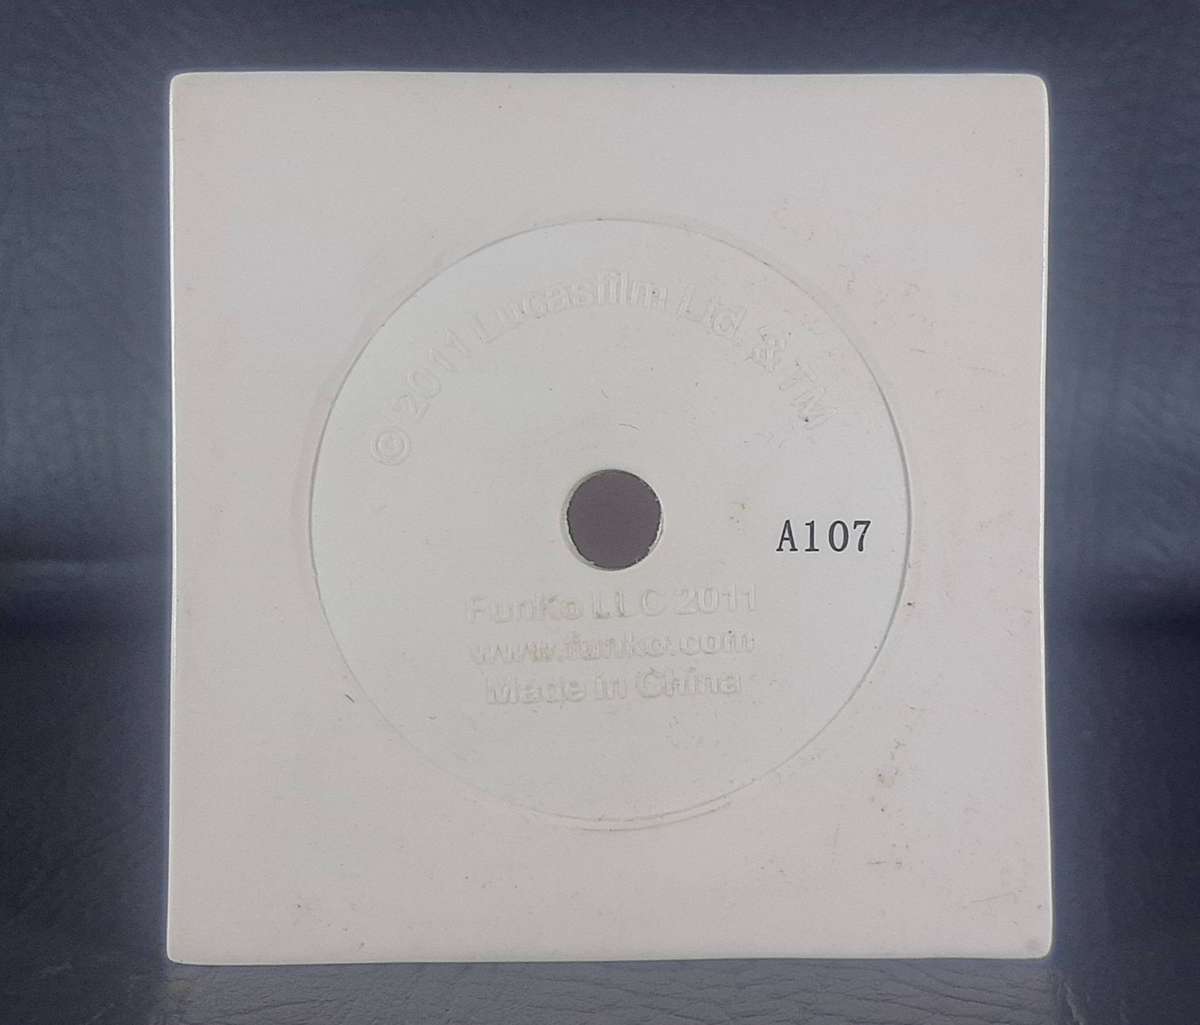 © 2011 Lucasfilm Ltd. & TM
A107
FunKo LLC 2011
www.funko.com
Made in China